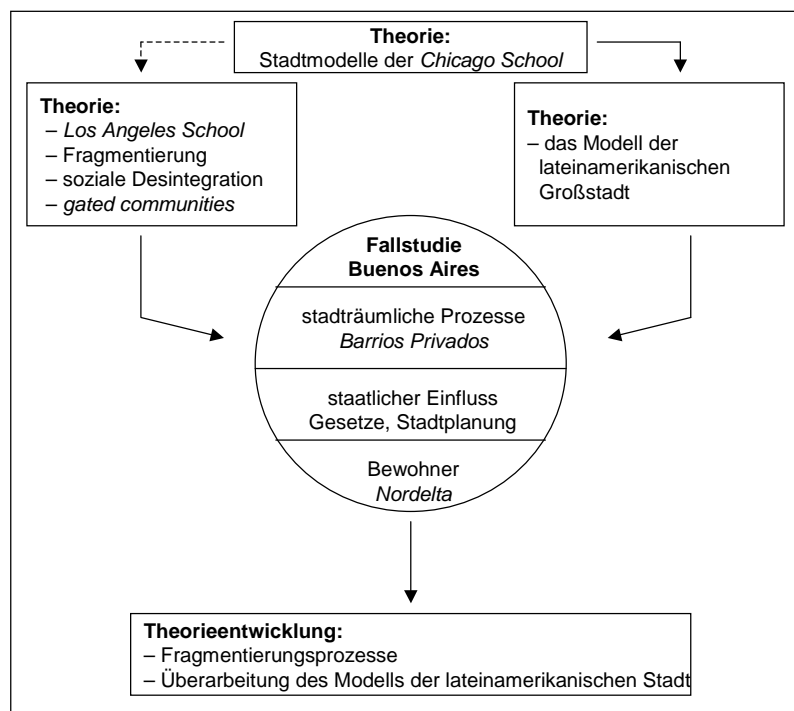 Theorie:
Stadtmodelle der Chicago School
Theorie:
– Los Angeles School
– Fragmentierung
– soziale Desintegration
– gated communities
Theorie:
– das Modell der
lateinamerikanischen
Großstadt
Fallstudie
Buenos Aires
stadträumliche Prozesse
Barrios Privados
staatlicher Einfluss
Gesetze, Stadtplanung
Bewohner
Nordelta
Theorieentwicklung:
– Fragmentierungsprozesse
– Überarbeitung des Modells der lateinamerikanischen Stadt